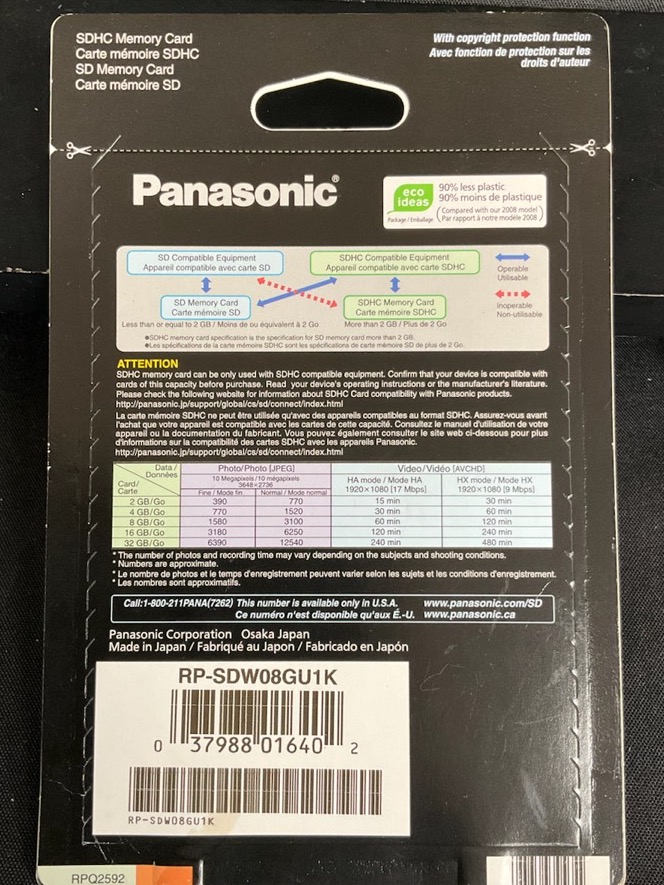 SDHC Memory Card
Carte mémoire SDHC
SD Memory Card
Carte mémoire SD
With copyright protection function
Avec fonction de protection sur les
droits d'auteur
Panasonic®
eco
ideas
Package / Emballage
90% less plastic
90% moins de plastique
(Compared with our 2008 model
Par rapport à notre modèle 2008)
SD Compatible Equipment
Appareil compatible avec carte SD
SDHC Compatible Equipment
Appareil compatible avec carte SDHC
Operable
Utilisable
SD Memory Card
Carte mémoire SD
SDHC Memory Card
Carte mémoire SDHC
Inoperable
Non-utilisable
Less than or equal to 2 GB / Moins de ou équivalent à 2 Go
More than 2 GB / Plus de 2 Go
●SDHC memory card specification is the specification for SD memory card more than 2 GB.
●Les spécifications de la carte mémoire SDHC sont les spécifications de carte mémoire SD de plus de 2 Go.
ATTENTION
SDHC memory card can be only used with SDHC compatible equipment. Confirm that your device is compatible with
cards of this capacity before purchase. Read your device's operating instructions or the manufacturer's literature.
Please check the following website for information about SDHC Card compatibility with Panasonic products.
http://panasonic.jp/support/global/cs/sd/connect/index.html
La carte mémoire SDHC ne peut être utilisée qu'avec des appareils compatibles au format SDHC. Assurez-vous avant
l'achat que votre appareil est compatible avec les cartes de cette capacité. Consultez le manuel d'utilisation de votre
appareil ou la documentation du fabricant. Vous pouvez également consulter le site web ci-dessous pour plus
d'informations sur la compatibilité des cartes SDHC avec les appareils Panasonic.
http://panasonic.jp/support/global/cs/sd/connect/index.html
Data / Données
Card / Carte
Photo/Photo [JPEG]
10 Megapixels / 10 mégapixels
3648×2736
Fine / Mode fin Normal / Mode normal
Video/Vidéo [AVCHD]
HA mode / Mode HA
1920×1080 [17 Mbps]
HX mode / Mode HX
1920×1080 [9 Mbps]
2 GB/Go 390 770 15 min 30 min
4 GB/Go 770 1520 30 min 60 min
8 GB/Go 1580 3100 60 min 120 min
16 GB/Go 3180 6250 120 min 240 min
32 GB/Go 6390 12540 240 min 480 min
* The number of photos and recording time may vary depending on the subjects and shooting conditions.
* Numbers are approximate.
* Le nombre de photos et le temps d'enregistrement peuvent varier selon les sujets et les conditions d'enregistrement.
* Les nombres sont approximatifs.
Call:1-800-211PANA(7262) This number is available only in U.S.A. www.panasonic.com/SD
Ce numéro n'est disponible qu'aux É.-U. www.panasonic.ca
Panasonic Corporation Osaka Japan
Made in Japan / Fabriqué au Japon / Fabricado en Japón
RP-SDW08GU1K
0 37988 01640 2
RP-SDW08GU1K
RPQ2592